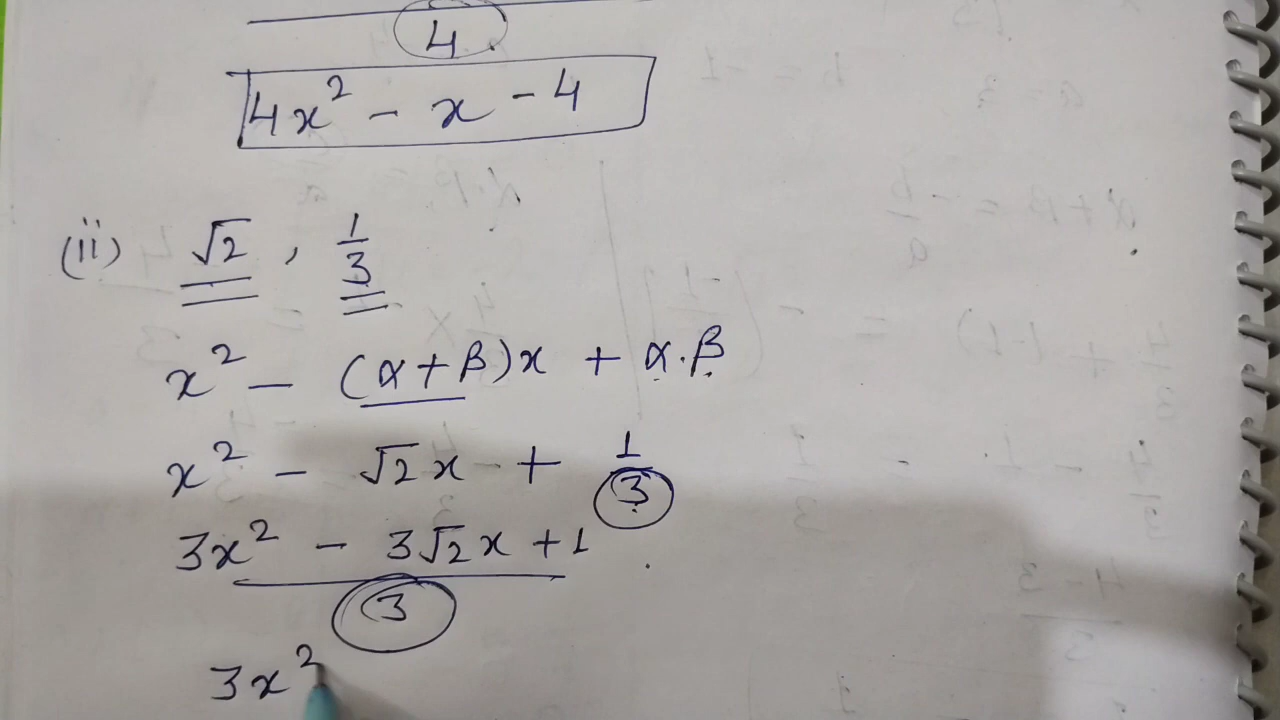 4
4x² - x - 4
(ii) √2 , 1/3
x² - (α+β)x + α.β
x² - √2x + 1/3
3x² - 3√2x + 1
3
3x²